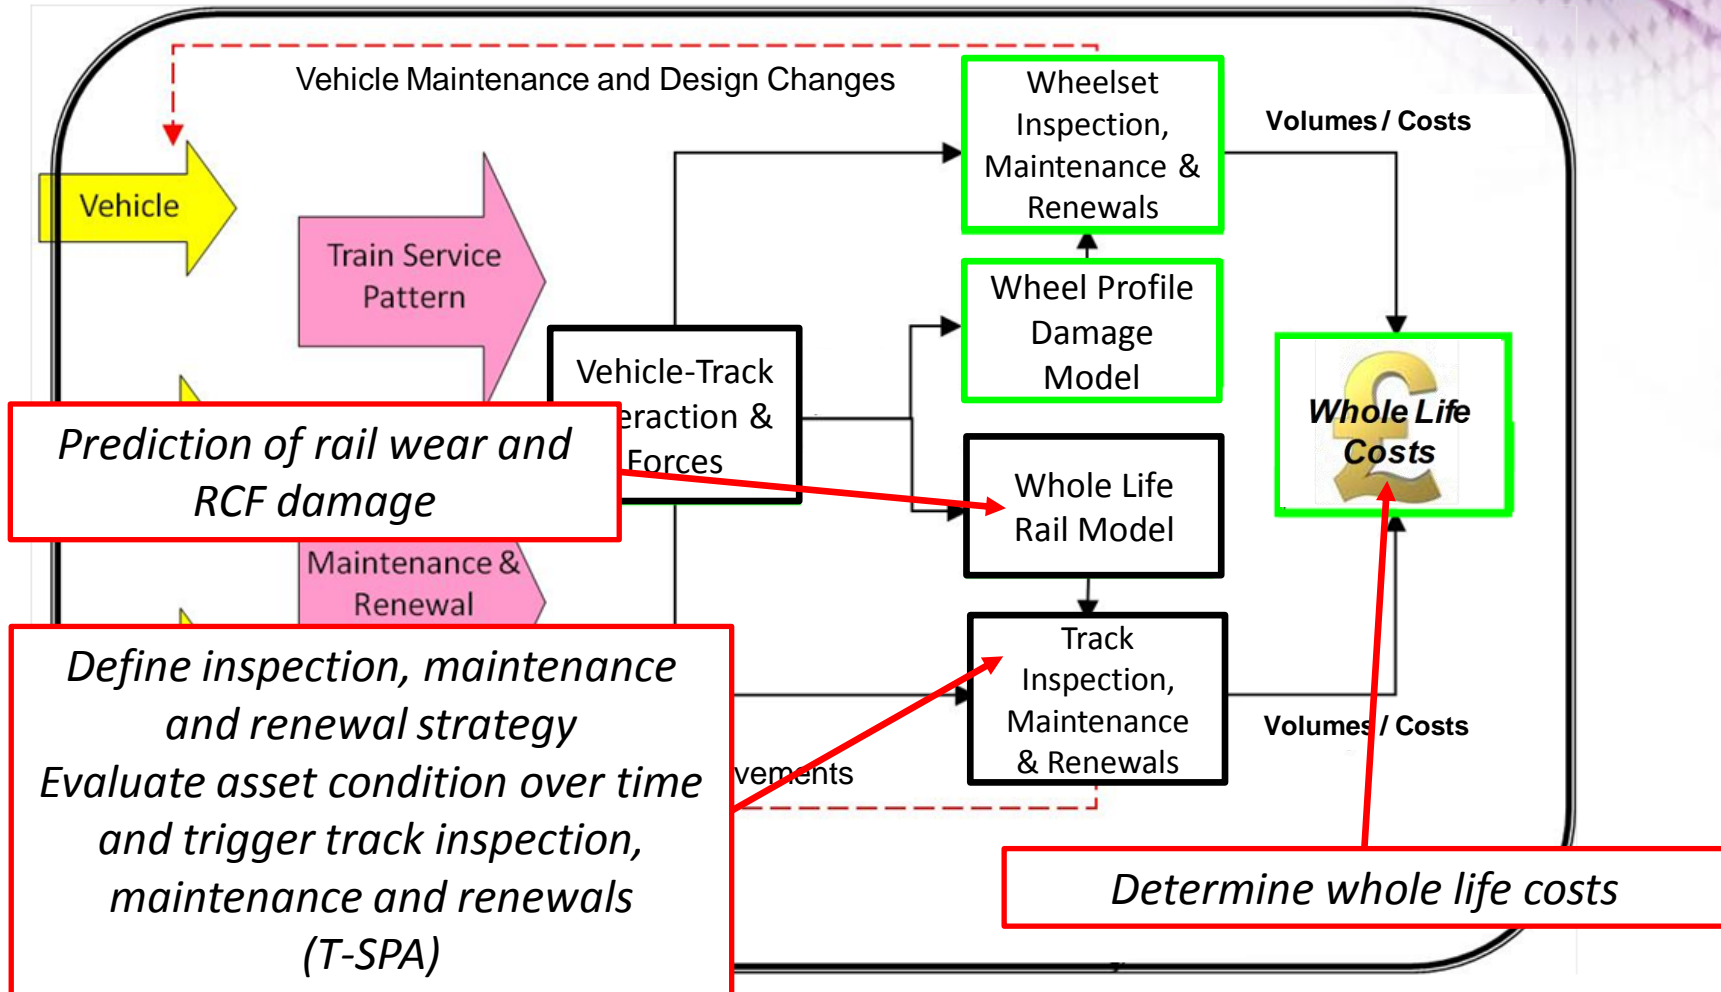 Vehicle Maintenance and Design Changes
Vehicle
Train Service
Pattern
Vehicle-Track
eraction &
Forces
Wheelset
Inspection,
Maintenance &
Renewals
Volumes / Costs
Wheel Profile
Damage
Model
Whole Life
Costs
Prediction of rail wear and
RCF damage
Whole Life
Rail Model
Maintenance &
Renewal
Define inspection, maintenance
and renewal strategy
Evaluate asset condition over time
and trigger track inspection,
maintenance and renewals
(T-SPA)
Track
Inspection,
Maintenance
& Renewals
Volumes / Costs
vements
Determine whole life costs